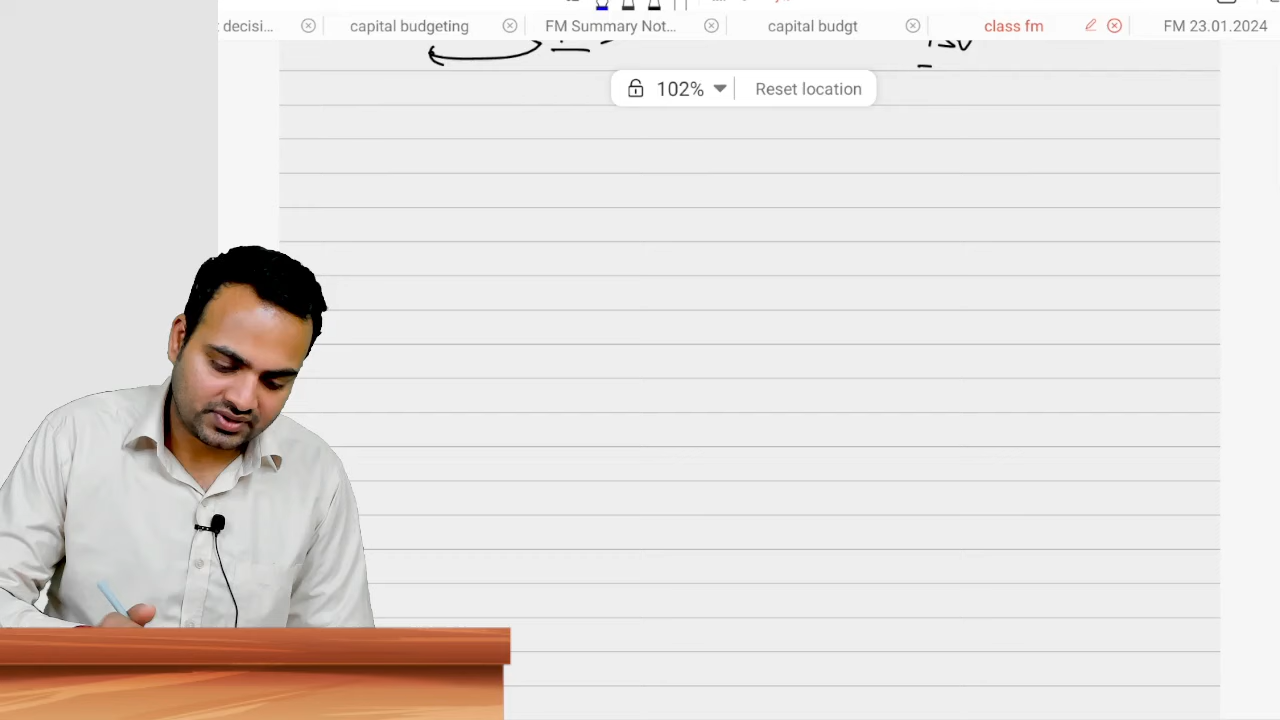 decisi... capital budgeting FM Summary Not... capital budgt class fm FM 23.01.2024
102% Reset location